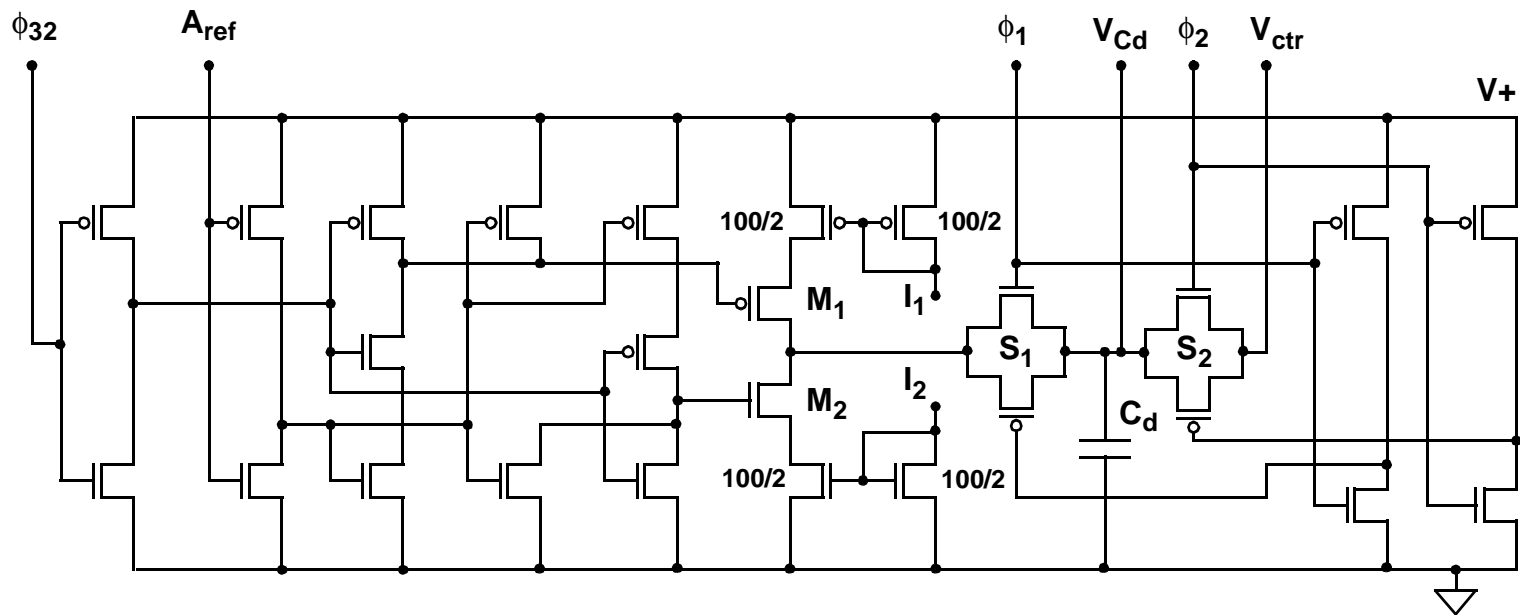 ϕ32
Aref
ϕ1
VCd
ϕ2
Vctr
V+
100/2
100/2
M1
I1
S1
S2
M2
I2
Cd
100/2
100/2